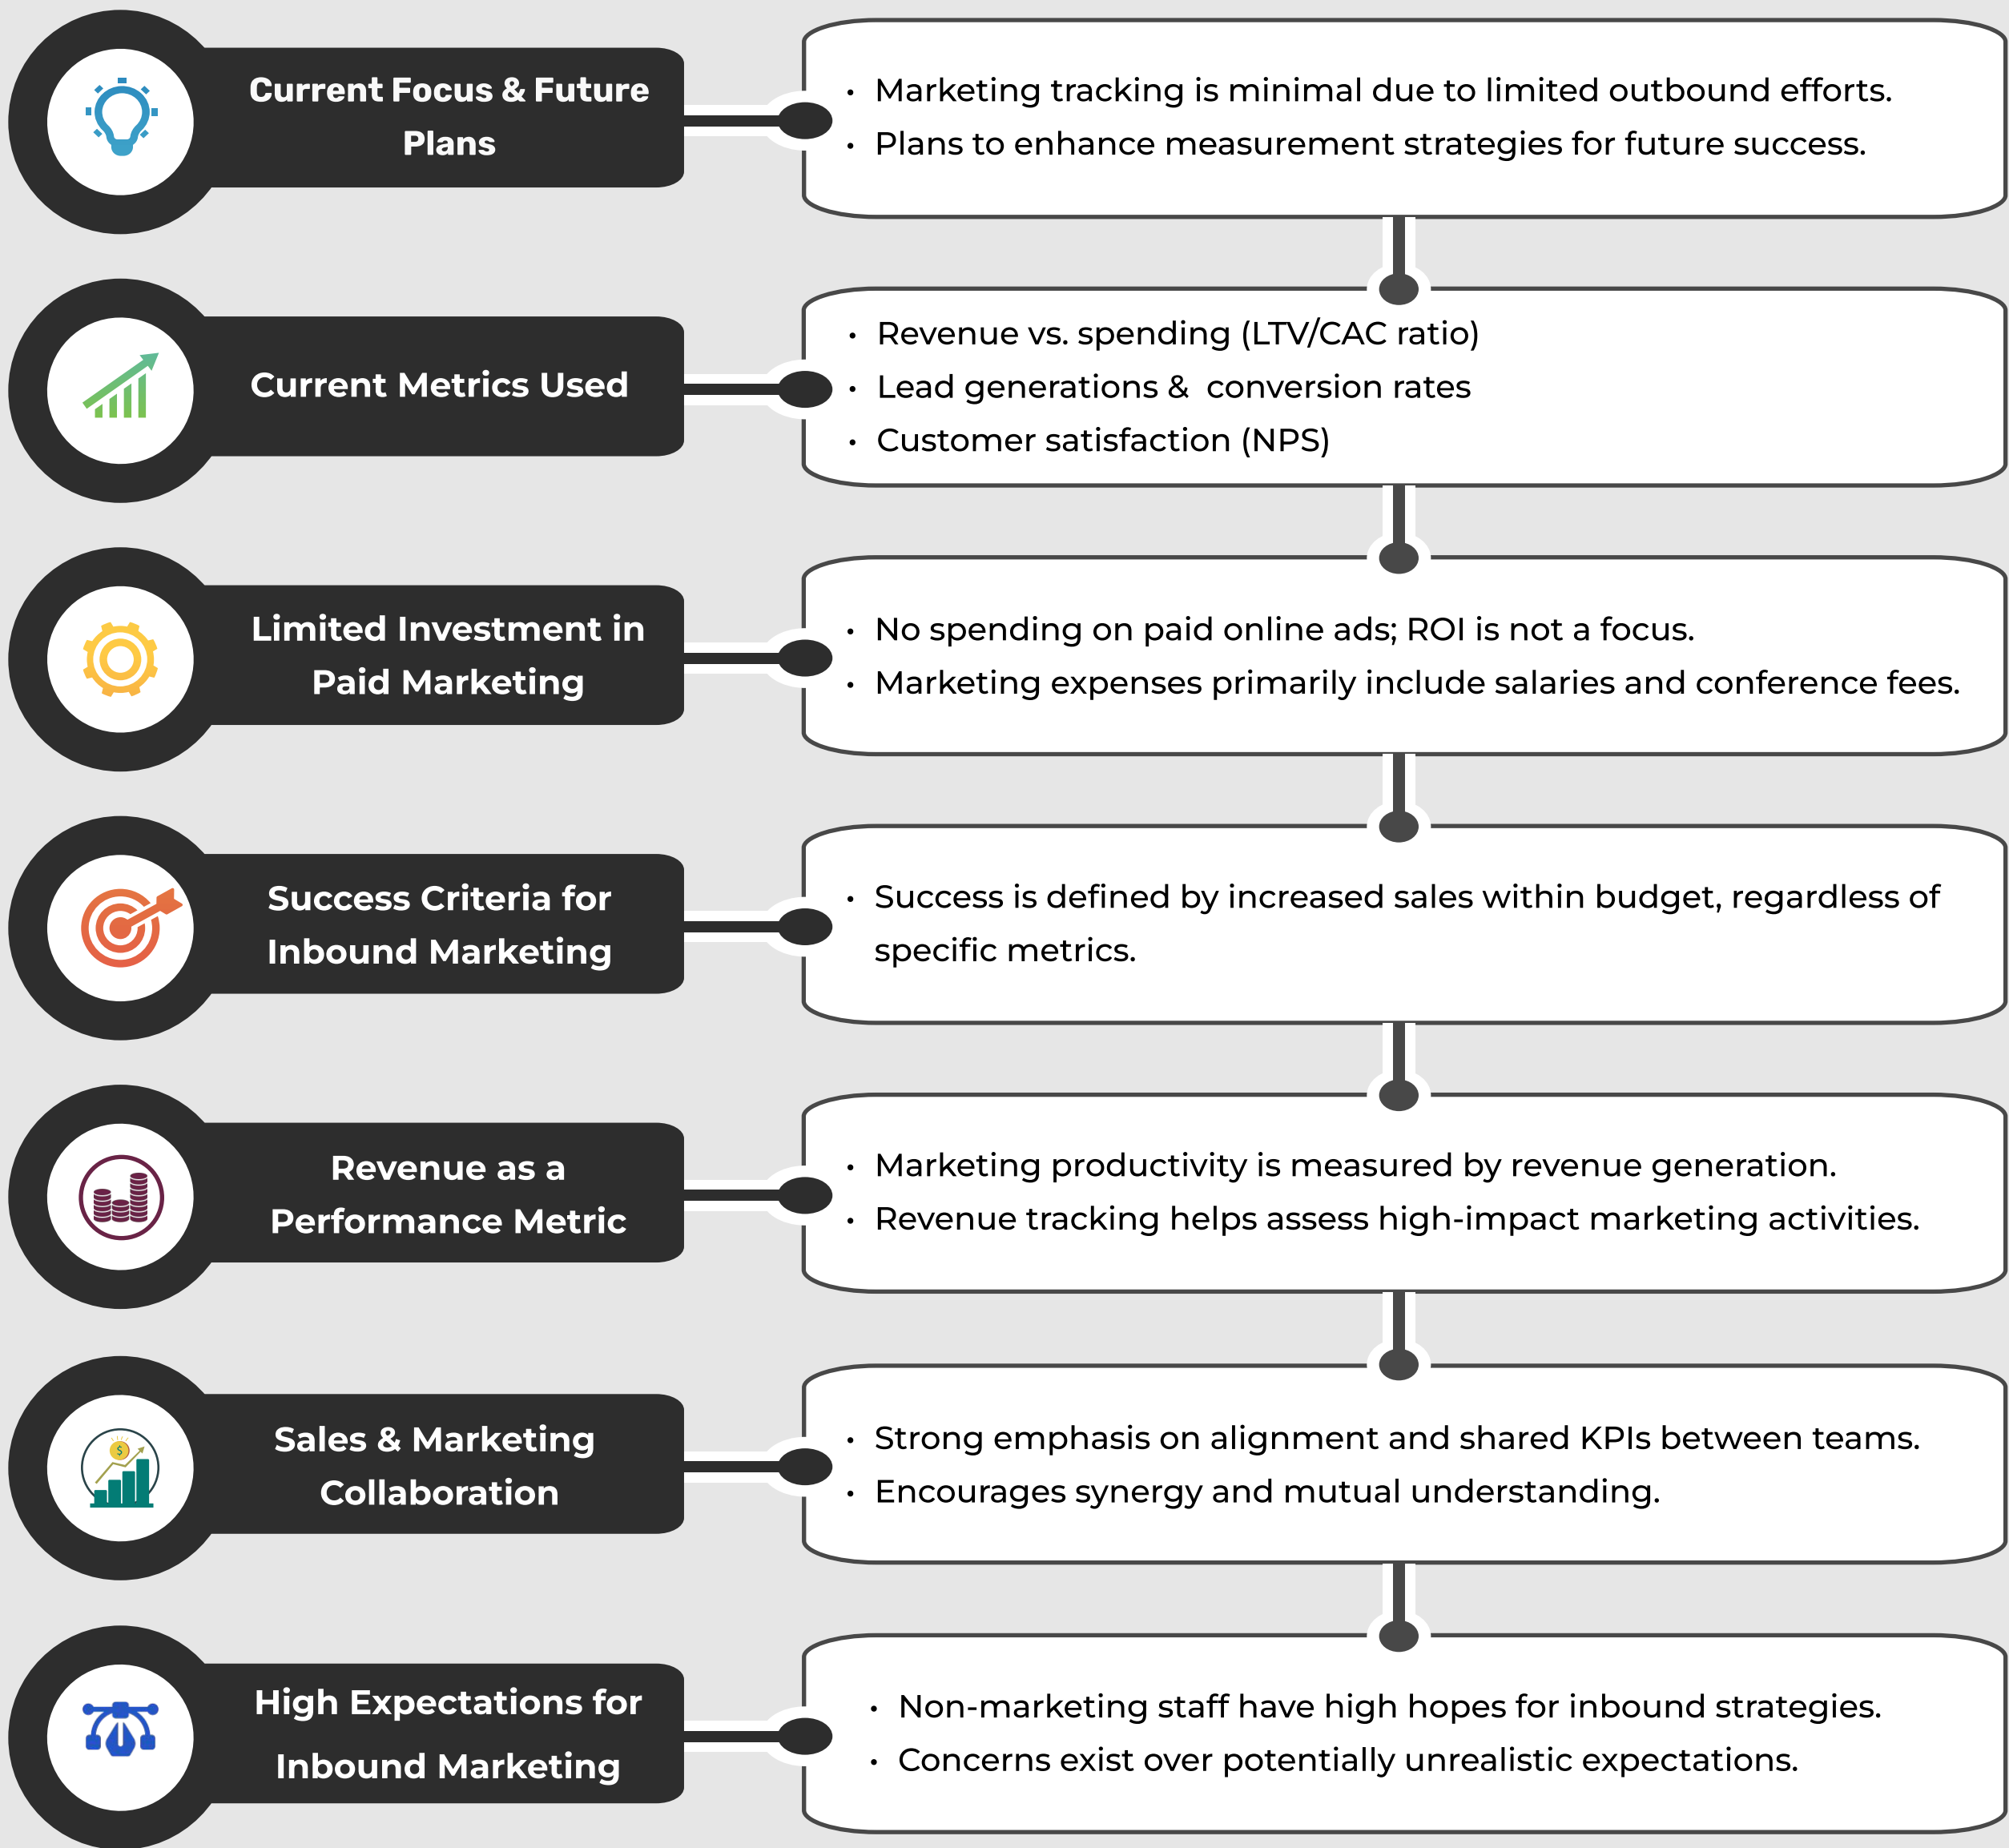 Current Focus & Future
Plans
• Marketing tracking is minimal due to limited outbound efforts.
• Plans to enhance measurement strategies for future success.
Current Metrics Used
• Revenue vs. spending (LTV/CAC ratio)
• Lead generations &  conversion rates
• Customer satisfaction (NPS)
Limited Investment in
Paid Marketing
• No spending on paid online ads; ROI is not a focus.
• Marketing expenses primarily include salaries and conference fees.
Success Criteria for
Inbound Marketing
• Success is defined by increased sales within budget, regardless of
specific metrics.
Revenue as a
Performance Metric
• Marketing productivity is measured by revenue generation.
• Revenue tracking helps assess high-impact marketing activities.
Sales & Marketing
Collaboration
• Strong emphasis on alignment and shared KPIs between teams.
• Encourages synergy and mutual understanding.
High Expectations for
Inbound Marketing
• Non-marketing staff have high hopes for inbound strategies.
• Concerns exist over potentially unrealistic expectations.